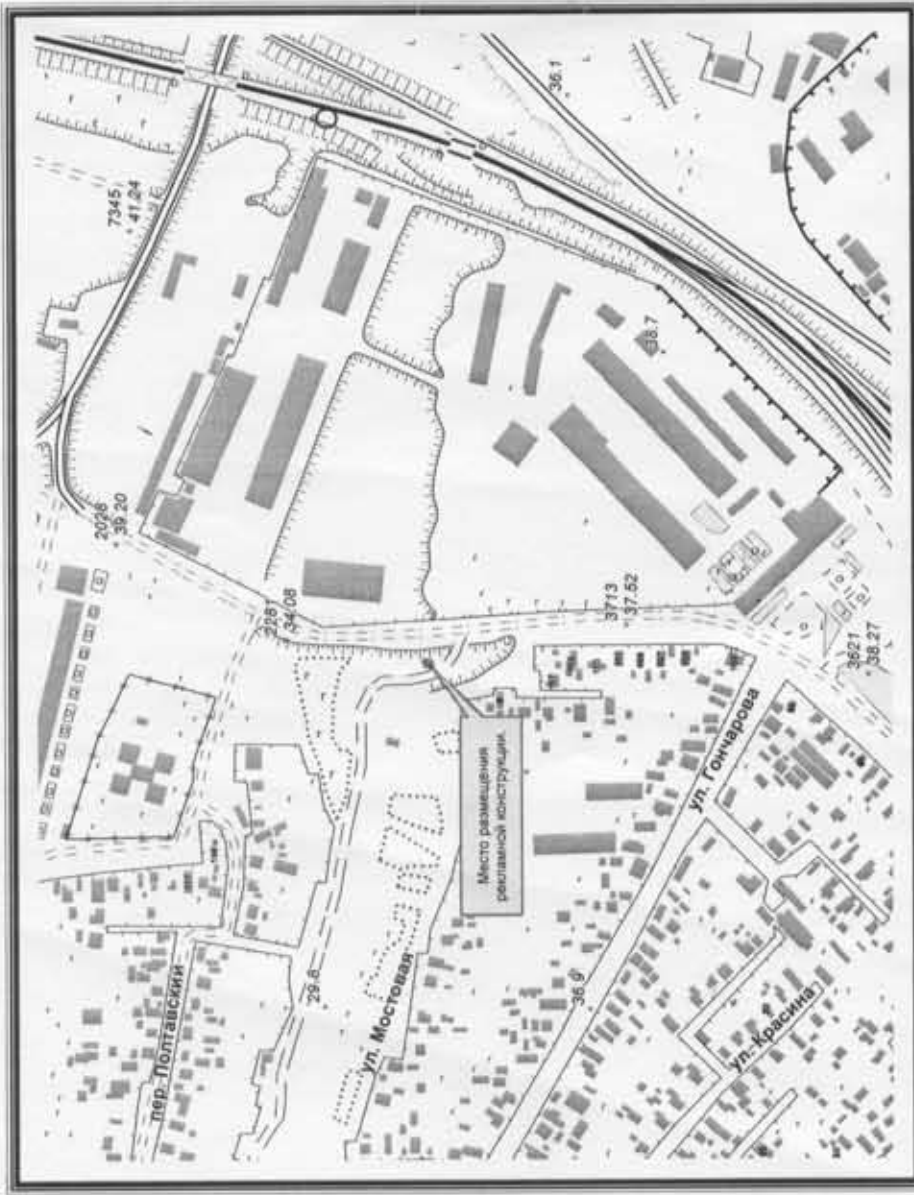 7345
41.24
36.1
2028
39.20
2281
34.08
38.7
3713
37.52
3621
38.27
пер. Полтавский
29.8
ул. Мостовая
Место размещения
рекламной конструкции
ул. Гончарова
36.9
ул. Красина